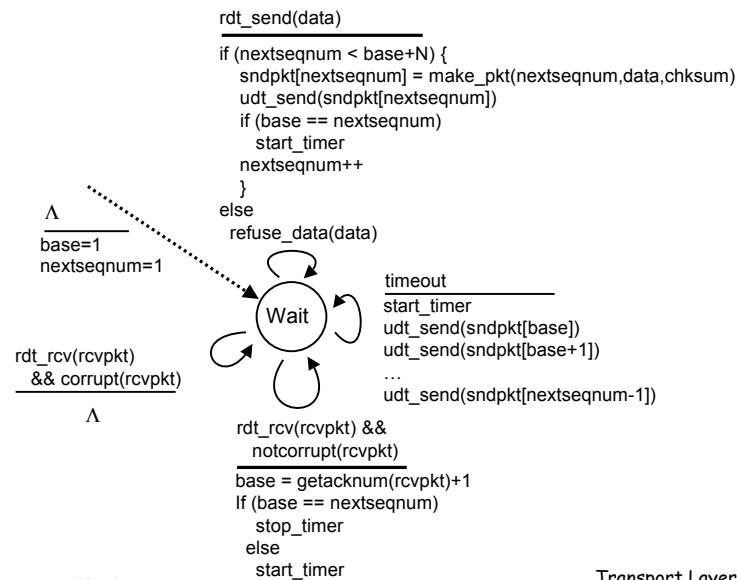 rdt_send(data)
if (nextseqnum < base+N) {
sndpkt[nextseqnum] = make_pkt(nextseqnum,data,chksum)
udt_send(sndpkt[nextseqnum])
if (base == nextseqnum)
start_timer
nextseqnum++
}
else
refuse_data(data)
Λ
base=1
nextseqnum=1
Wait
timeout
start_timer
udt_send(sndpkt[base])
udt_send(sndpkt[base+1])
…
udt_send(sndpkt[nextseqnum-1])
rdt_rcv(rcvpkt)
&& corrupt(rcvpkt)
Λ
rdt_rcv(rcvpkt) &&
notcorrupt(rcvpkt)
base = getacknum(rcvpkt)+1
If (base == nextseqnum)
stop_timer
else
start_timer
Transport Layer